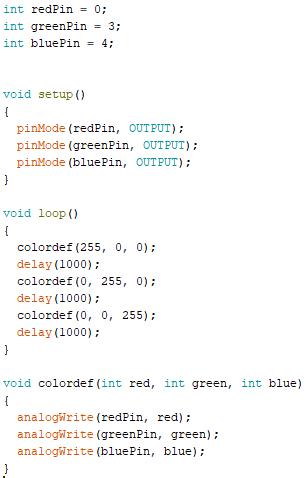 int redPin = 0;
int greenPin = 3;
int bluePin = 4;
void setup()
{
  pinMode(redPin, OUTPUT);
  pinMode(greenPin, OUTPUT);
  pinMode(bluePin, OUTPUT);
}
void loop()
{
  colordef(255, 0, 0);
  delay(1000);
  colordef(0, 255, 0);
  delay(1000);
  colordef(0, 0, 255);
  delay(1000);
}
void colordef(int red, int green, int blue)
{
  analogWrite(redPin, red);
  analogWrite(greenPin, green);
  analogWrite(bluePin, blue);
}